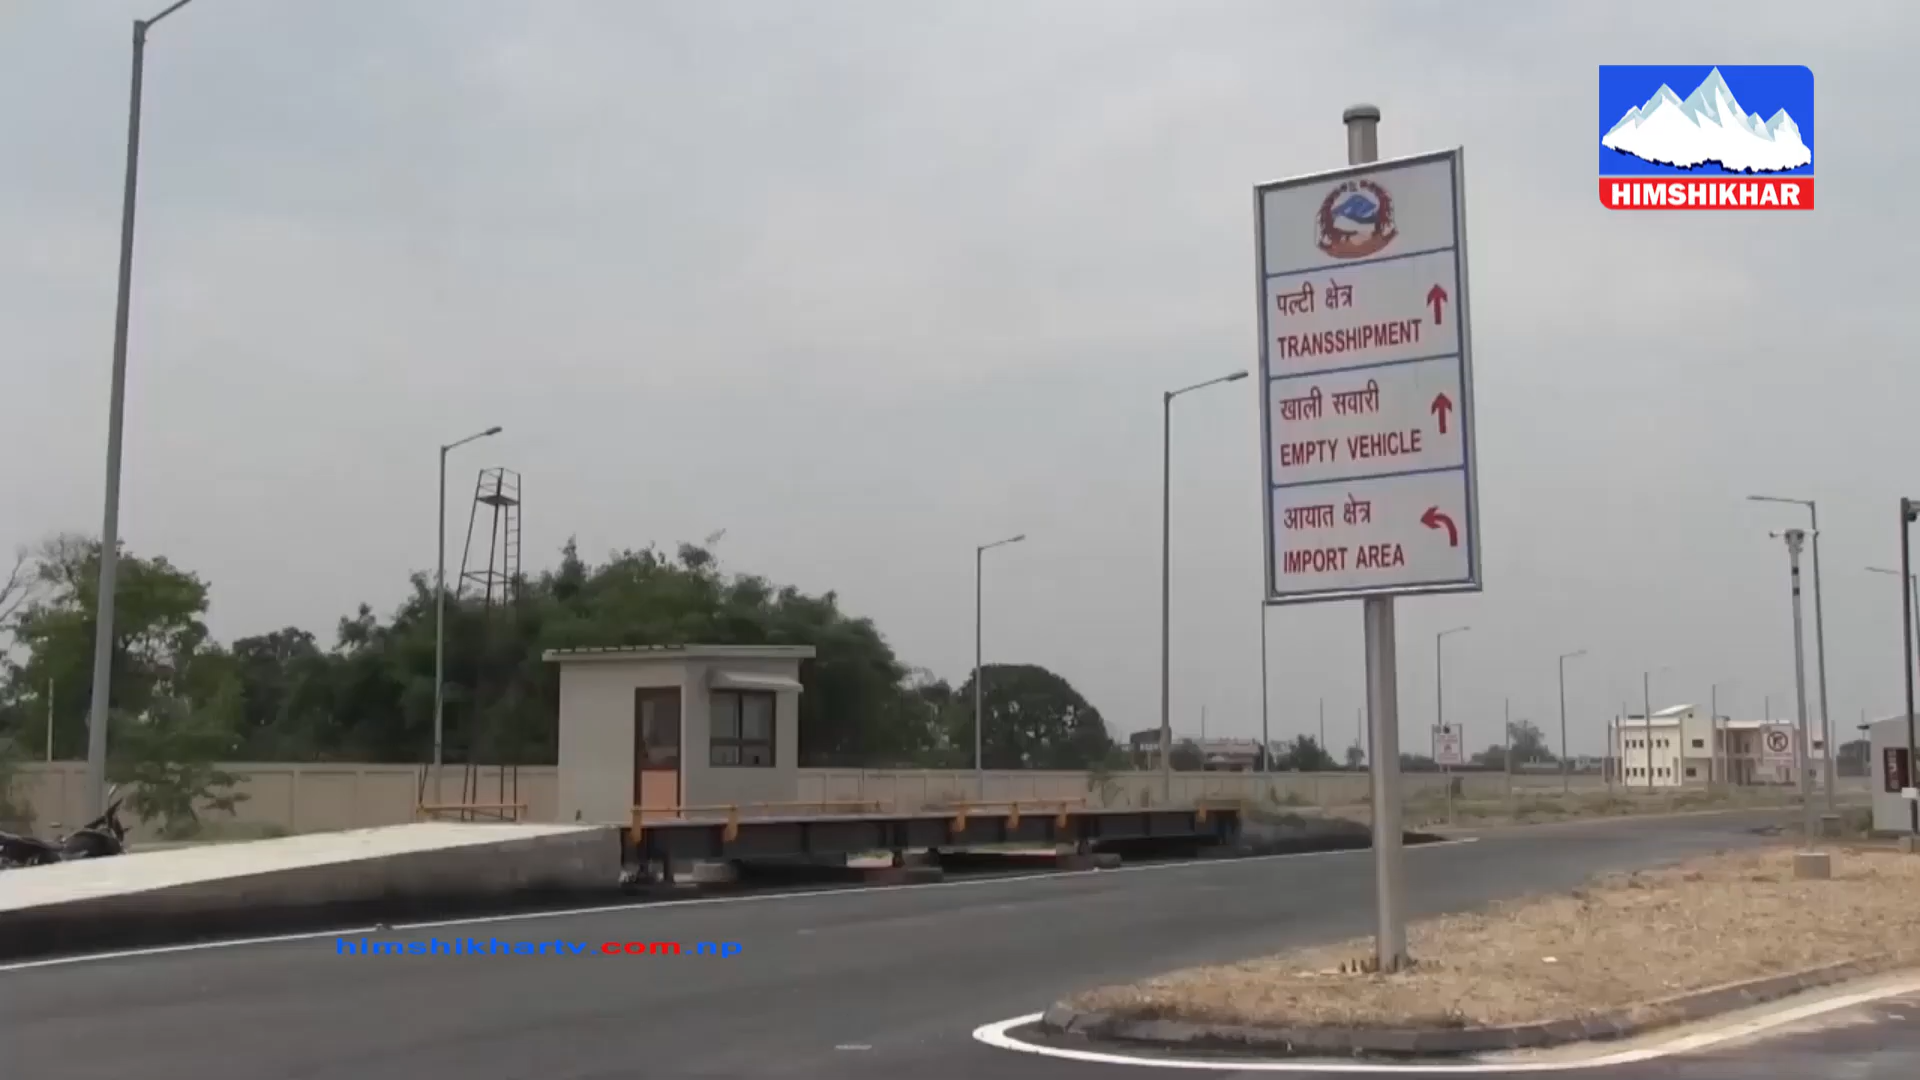 HIMSHIKHAR
पल्टी क्षेत्र
TRANSSHIPMENT
खाली सवारी
EMPTY VEHICLE
आयात क्षेत्र
IMPORT AREA
himshikhartv.com.np